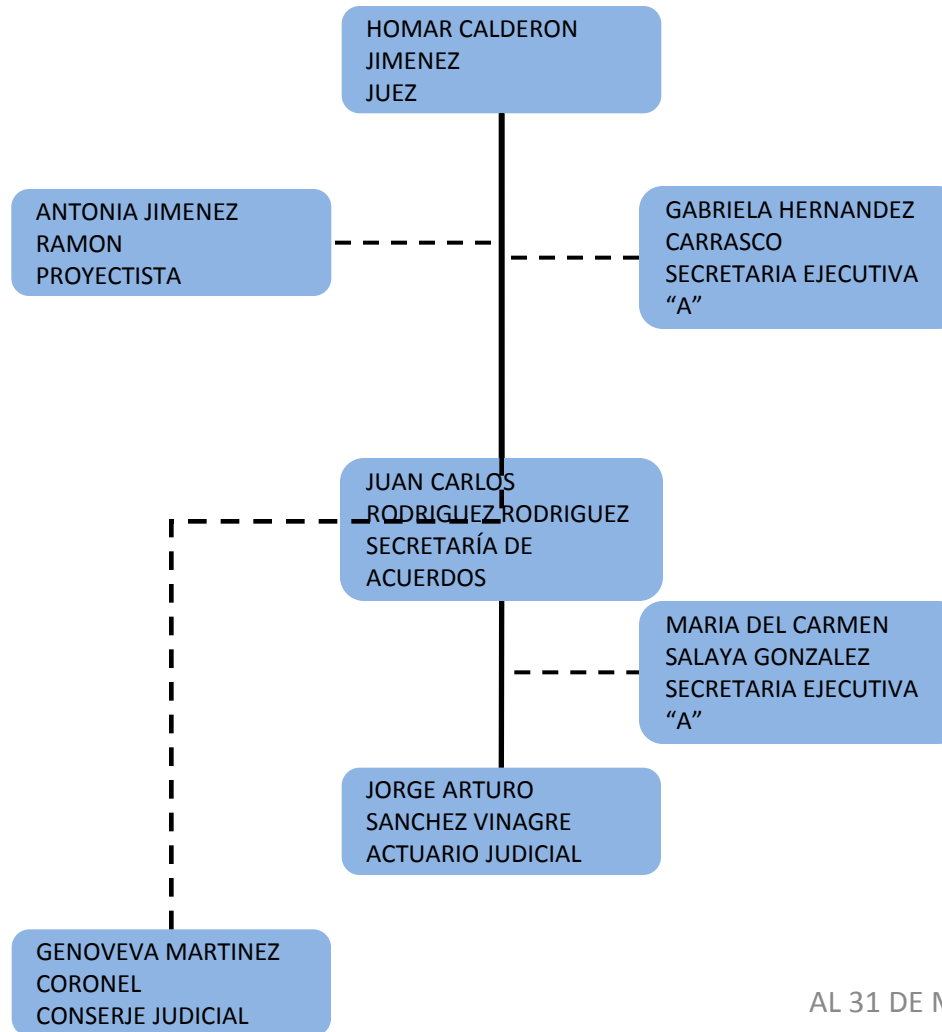 HOMAR CALDERON
JIMENEZ
JUEZ
ANTONIA JIMENEZ
RAMON
PROYECTISTA
GABRIELA HERNANDEZ
CARRASCO
SECRETARIA EJECUTIVA
“A”
JUAN CARLOS
RODRIGUEZ RODRIGUEZ
SECRETARÍA DE
ACUERDOS
MARIA DEL CARMEN
SALAYA GONZALEZ
SECRETARIA EJECUTIVA
“A”
JORGE ARTURO
SANCHEZ VINAGRE
ACTUARIO JUDICIAL
GENOVEVA MARTINEZ
CORONEL
CONSERJE JUDICIAL
AL 31 DE